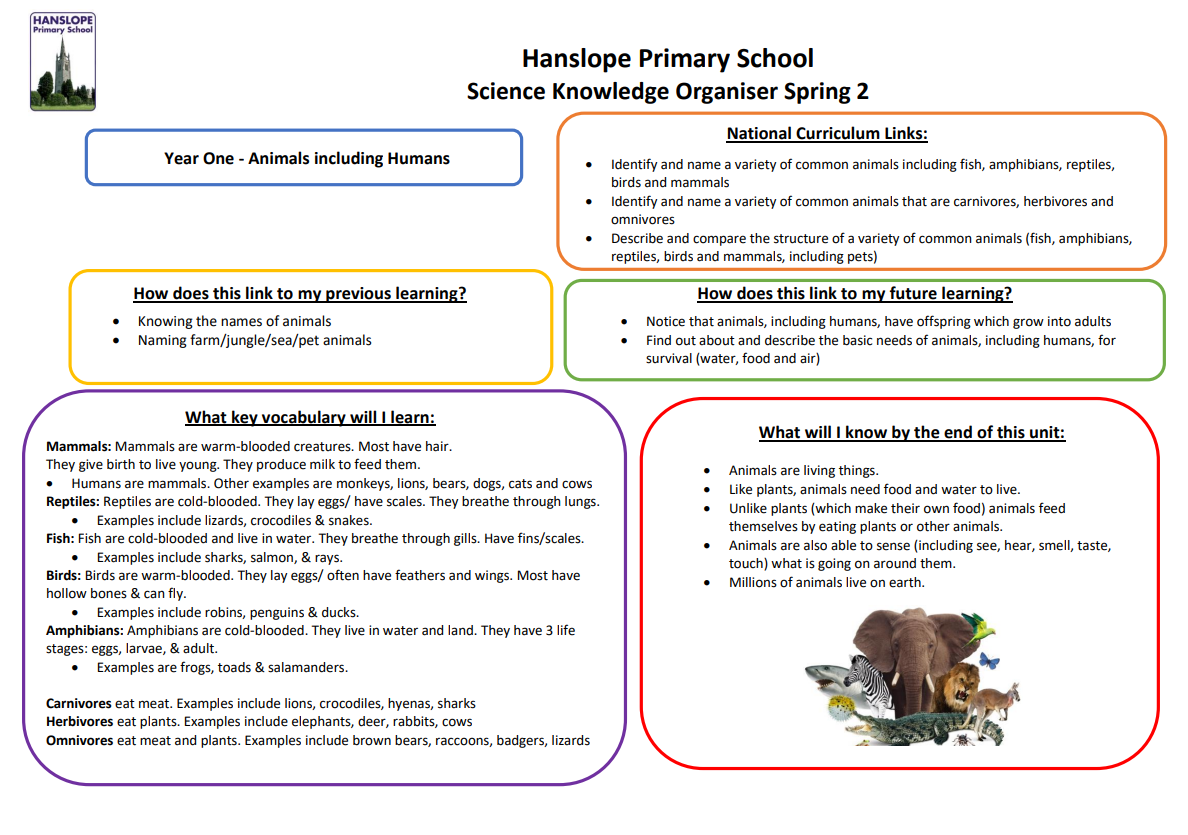 HANSLOPE
Primary School
Hanslope Primary School
Science Knowledge Organiser Spring 2
Year One - Animals including Humans
National Curriculum Links:
• Identify and name a variety of common animals including fish, amphibians, reptiles,
birds and mammals
• Identify and name a variety of common animals that are carnivores, herbivores and
omnivores
• Describe and compare the structure of a variety of common animals (fish, amphibians,
reptiles, birds and mammals, including pets)
How does this link to my previous learning?
• Knowing the names of animals
• Naming farm/jungle/sea/pet animals
How does this link to my future learning?
• Notice that animals, including humans, have offspring which grow into adults
• Find out about and describe the basic needs of animals, including humans, for
survival (water, food and air)
What key vocabulary will I learn:
Mammals: Mammals are warm-blooded creatures. Most have hair.
They give birth to live young. They produce milk to feed them.
• Humans are mammals. Other examples are monkeys, lions, bears, dogs, cats and cows
Reptiles: Reptiles are cold-blooded. They lay eggs/ have scales. They breathe through lungs.
• Examples include lizards, crocodiles & snakes.
Fish: Fish are cold-blooded and live in water. They breathe through gills. Have fins/scales.
• Examples include sharks, salmon, & rays.
Birds: Birds are warm-blooded. They lay eggs/ often have feathers and wings. Most have
hollow bones & can fly.
• Examples include robins, penguins & ducks.
Amphibians: Amphibians are cold-blooded. They live in water and land. They have 3 life
stages: eggs, larvae, & adult.
• Examples are frogs, toads & salamanders.
Carnivores eat meat. Examples include lions, crocodiles, hyenas, sharks
Herbivores eat plants. Examples include elephants, deer, rabbits, cows
Omnivores eat meat and plants. Examples include brown bears, raccoons, badgers, lizards
What will I know by the end of this unit:
• Animals are living things.
• Like plants, animals need food and water to live.
• Unlike plants (which make their own food) animals feed
themselves by eating plants or other animals.
• Animals are also able to sense (including see, hear, smell, taste,
touch) what is going on around them.
• Millions of animals live on earth.